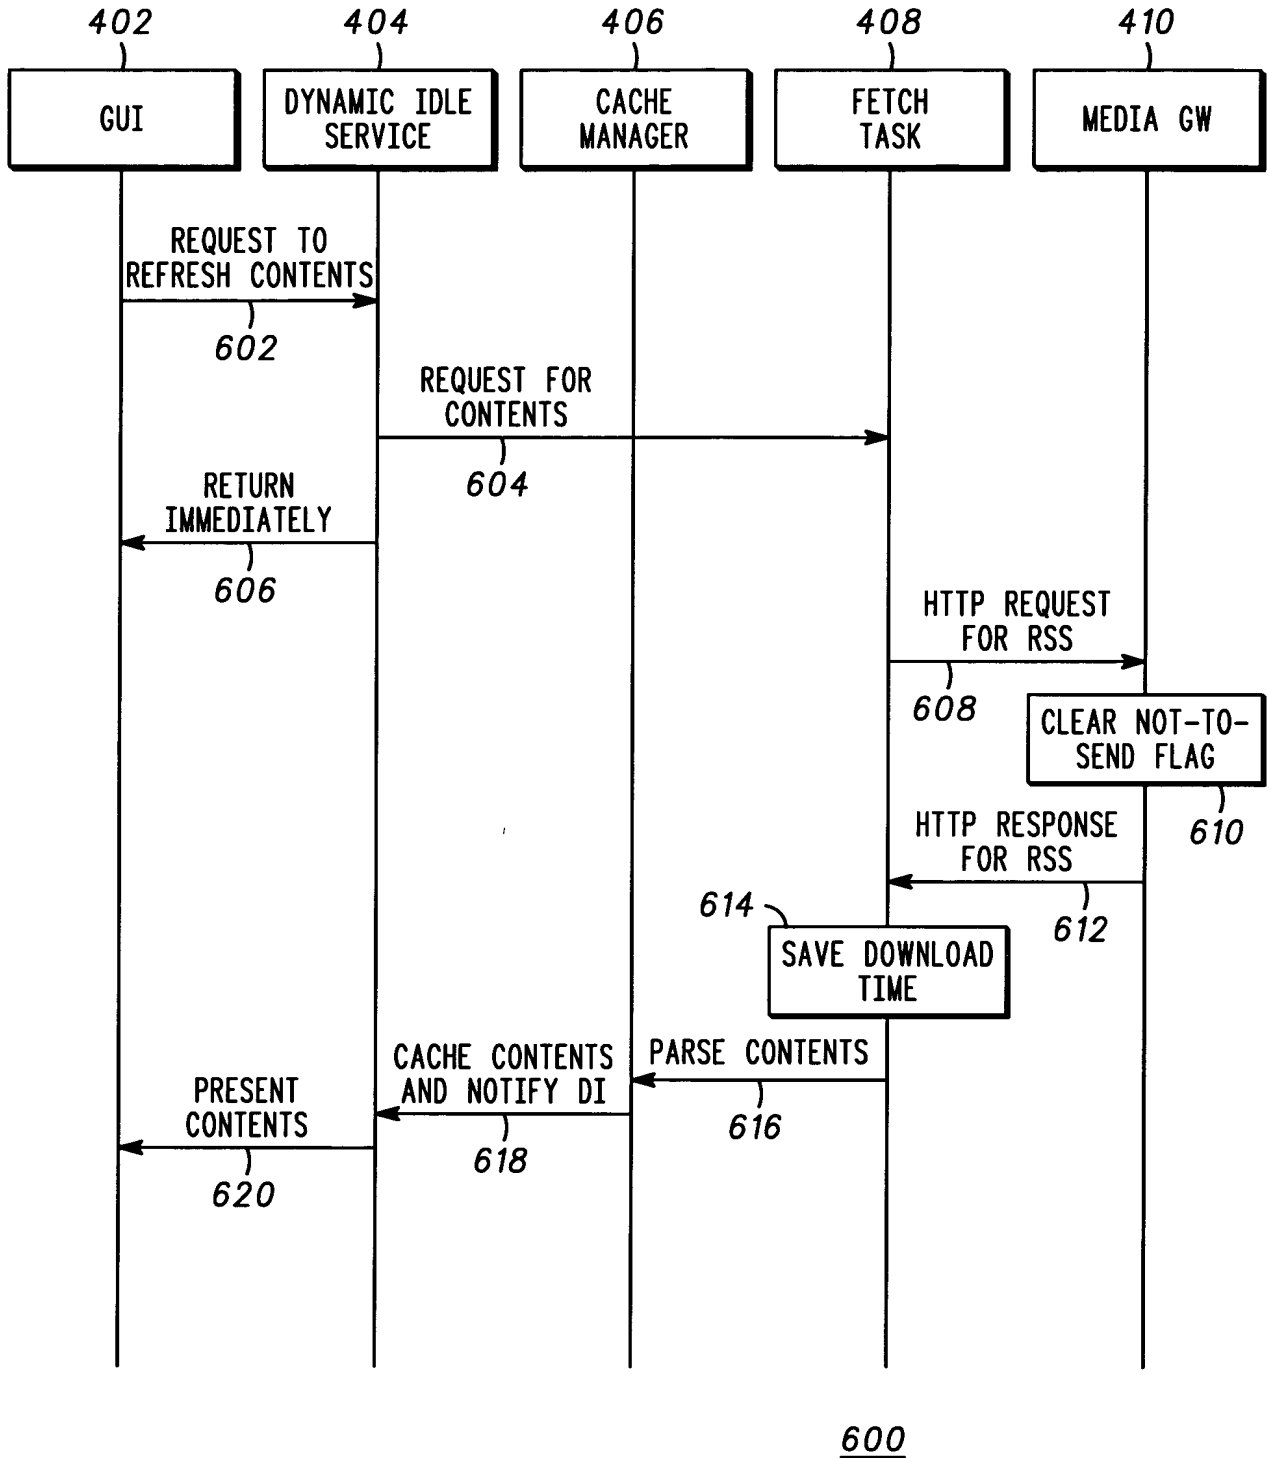 402 404 406 408 410
GUI
DYNAMIC IDLE
SERVICE
CACHE
MANAGER
FETCH
TASK
MEDIA GW
REQUEST TO
REFRESH CONTENTS
602
REQUEST FOR
CONTENTS
604
RETURN
IMMEDIATELY
606
HTTP REQUEST
FOR RSS
608
CLEAR NOT-TO-
SEND FLAG
610
HTTP RESPONSE
FOR RSS
612
614
SAVE DOWNLOAD
TIME
PARSE CONTENTS
616
CACHE CONTENTS
AND NOTIFY DI
618
PRESENT
CONTENTS
620
600